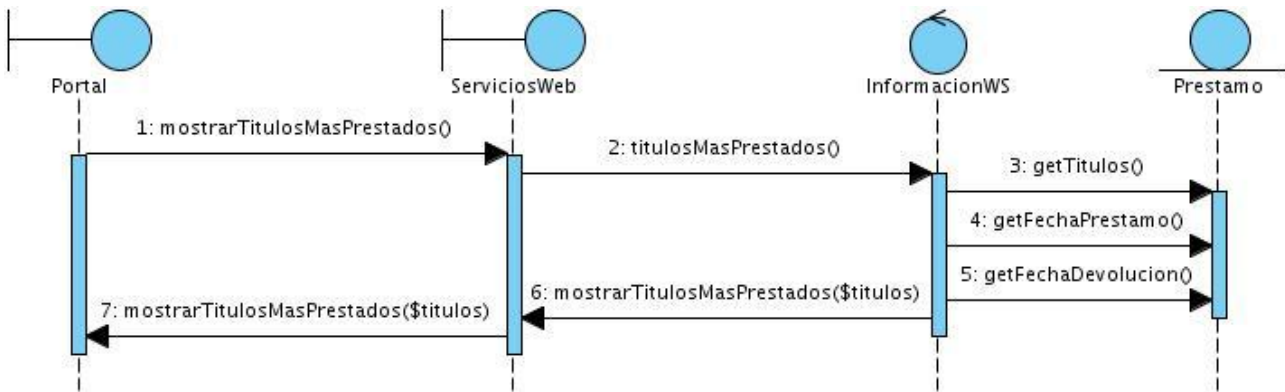 Portal
ServiciosWeb
InformacionWS
Prestamo
1: mostrarTitulosMasPrestados()
2: titulosMasPrestados()
3: getTitulos()
4: getFechaPrestamo()
5: getFechaDevolucion()
6: mostrarTitulosMasPrestados($titulos)
7: mostrarTitulosMasPrestados($titulos)